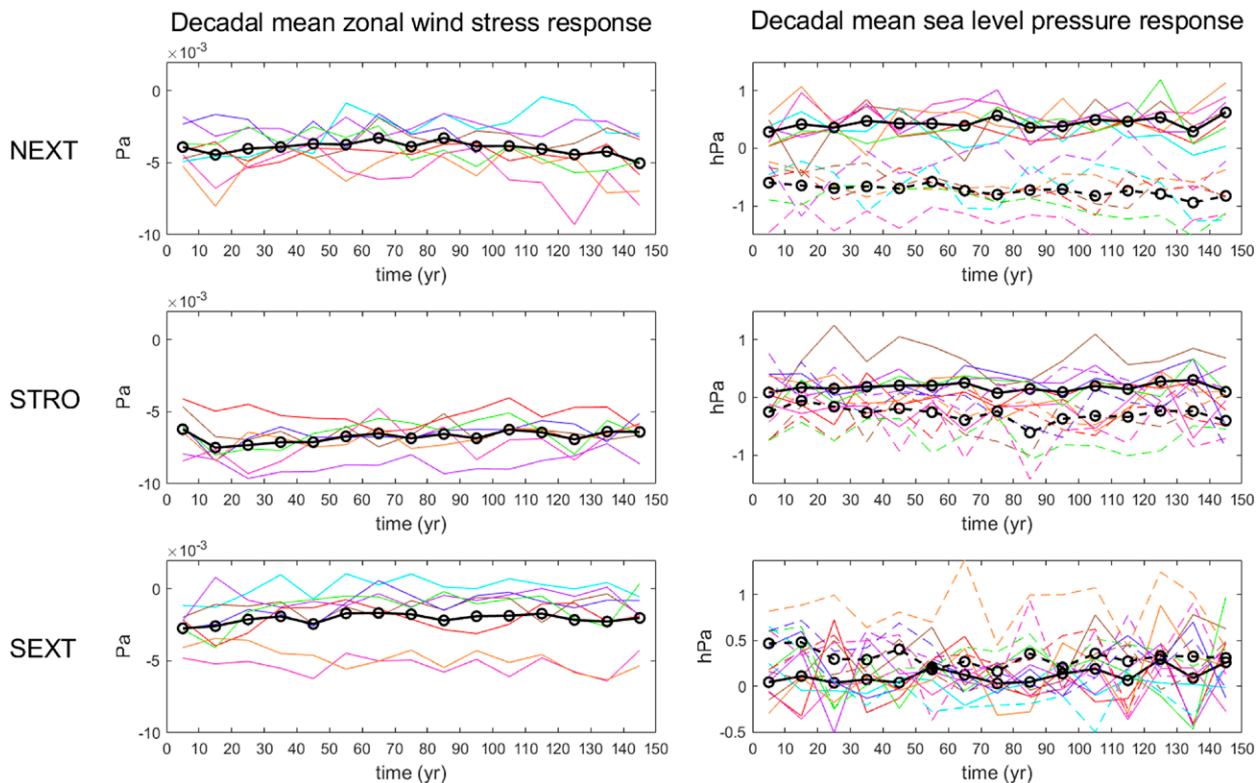 Decadal mean zonal wind stress response
Decadal mean sea level pressure response
NEXT
×10⁻³
0
-5
-10
Pa
0 10 20 30 40 50 60 70 80 90 100 110 120 130 140 150
time (yr)
1
0
-1
hPa
0 10 20 30 40 50 60 70 80 90 100 110 120 130 140 150
time (yr)
STRO
×10⁻³
0
-5
-10
Pa
0 10 20 30 40 50 60 70 80 90 100 110 120 130 140 150
time (yr)
1
0
-1
hPa
0 10 20 30 40 50 60 70 80 90 100 110 120 130 140 150
time (yr)
SEXT
×10⁻³
0
-5
-10
Pa
0 10 20 30 40 50 60 70 80 90 100 110 120 130 140 150
time (yr)
1
0.5
0
-0.5
hPa
0 10 20 30 40 50 60 70 80 90 100 110 120 130 140 150
time (yr)